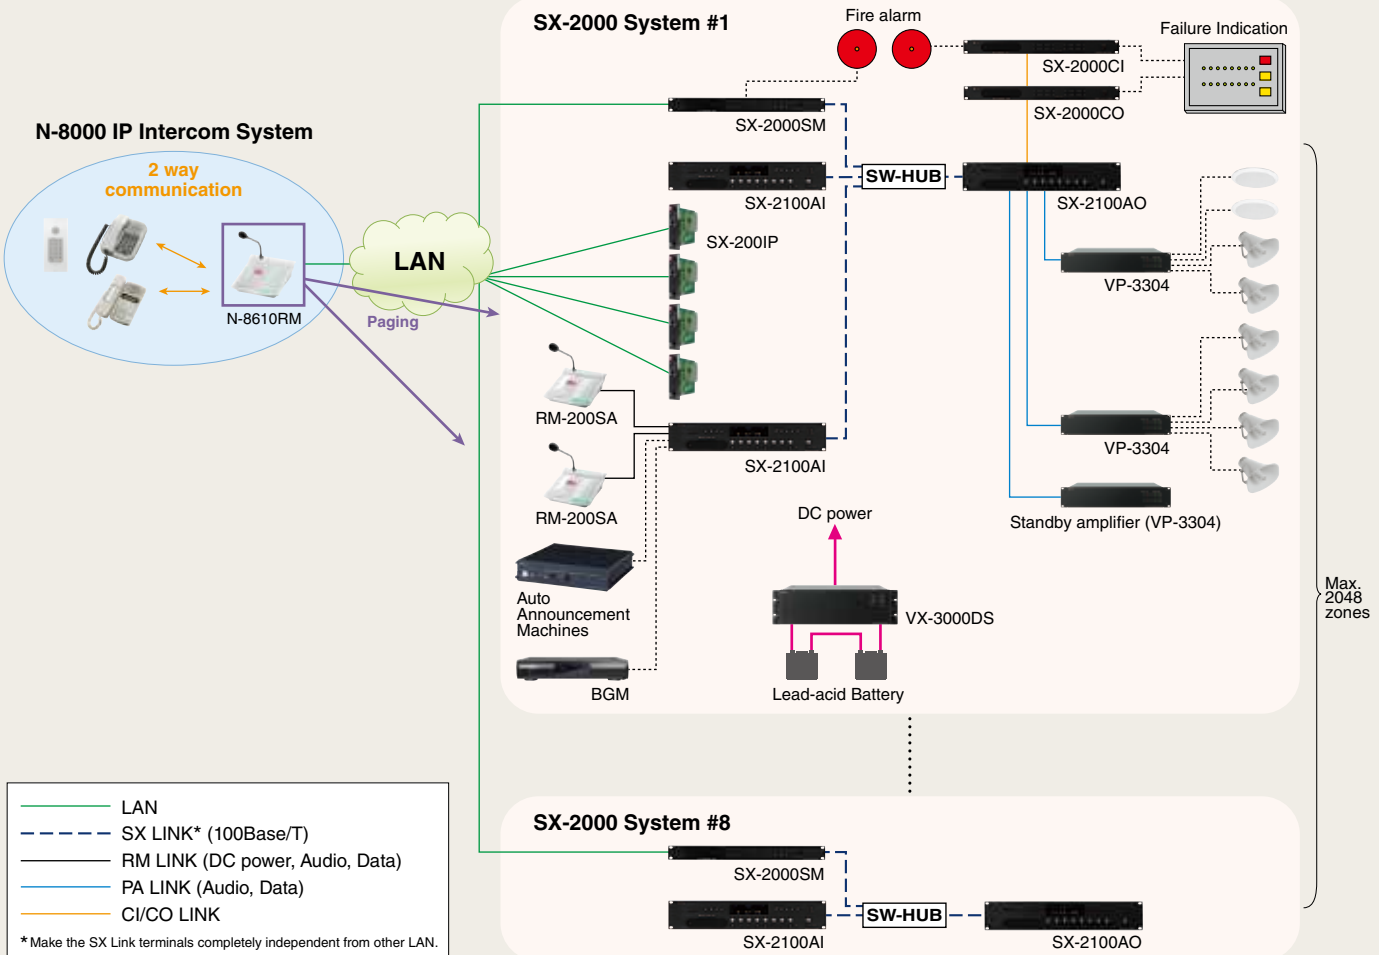 SX-2000 System #1
Fire alarm
Failure Indication
SX-2000CI
SX-2000CO
SX-2000SM
N-8000 IP Intercom System
2 way
communication
SW-HUB
SX-2100AI
SX-2100AO
SX-200IP
LAN
N-8610RM
Paging
VP-3304
RM-200SA
SX-2100AI
VP-3304
RM-200SA
DC power
Standby amplifier (VP-3304)
Auto
Announcement
Machines
VX-3000DS
Max.
2048
zones
BGM
Lead-acid Battery
SX-2000 System #8
SX-2000SM
SW-HUB
SX-2100AI
SX-2100AO
LAN
SX LINK* (100Base/T)
RM LINK (DC power, Audio, Data)
PA LINK (Audio, Data)
CI/CO LINK
*Make the SX Link terminals completely independent from other LAN.